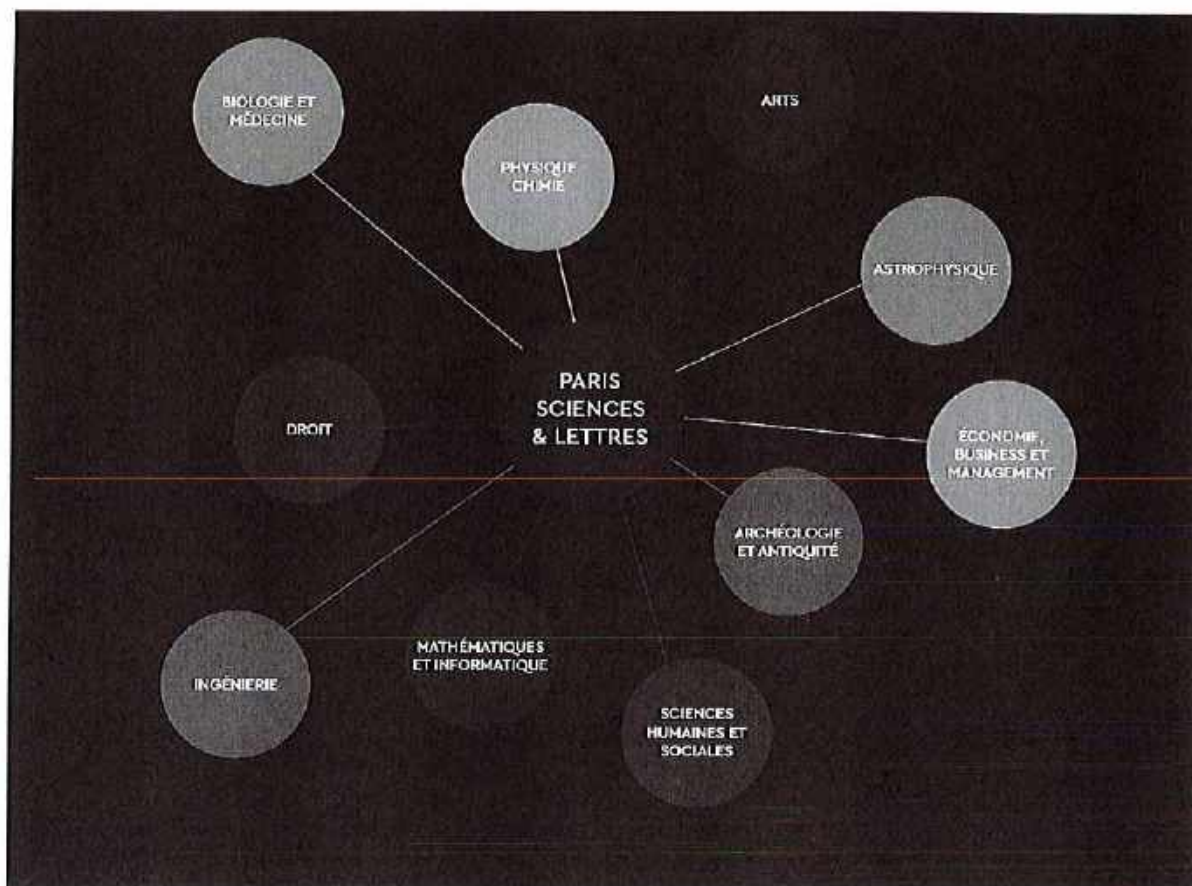 BIOLOGIE ET
MÉDECINE
PHYSIQUE
CHIMIE
ARTS
ASTROPHYSIQUE
PARIS
SCIENCES
& LETTRES
DROIT
ÉCONOMIE,
BUSINESS ET
MANAGEMENT
ARCHÉOLOGIE
ET ANTIQUITÉ
MATHÉMATIQUES
ET INFORMATIQUE
INGÉNIERIE
SCIENCES
HUMAINES ET
SOCIALES